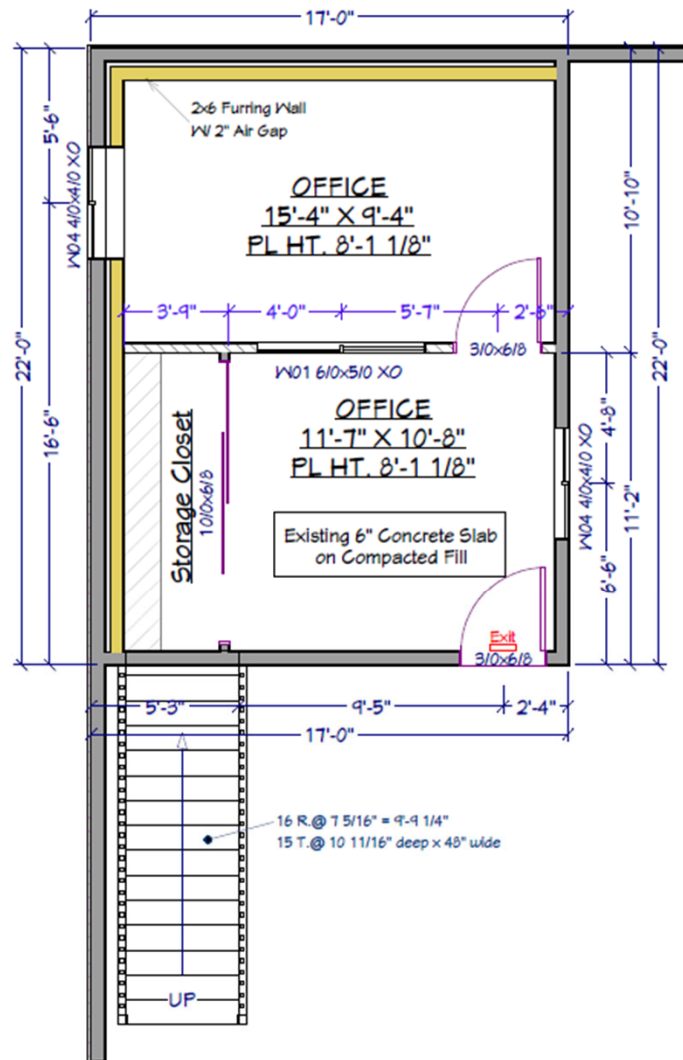 17'-0"
5'-6"
2x6 Furring Wall
W/ 2" Air Gap
W04 4/0x4/0 XO
OFFICE
15'-4" X 9'-4"
PL HT. 8'-1 1/8"
10'-10"
3'-9"
4'-0"
5'-7"
2'-6"
3/0x6/8
W01 6/0x5/0 XO
22'-0"
16'-6"
OFFICE
11'-7" X 10'-8"
PL HT. 8'-1 1/8"
Storage Closet
10/0x6/8
Existing 6" Concrete Slab
on Compacted Fill
4'-8"
W04 4/0x4/0 XO
11'-2"
22'-0"
6'-6"
Exit
3/0x6/8
5'-3"
9'-5"
2'-4"
17'-0"
16 R.@ 7 5/16" = 9'-9 1/4"
15 T.@ 10 11/16" deep x 48" wide
UP